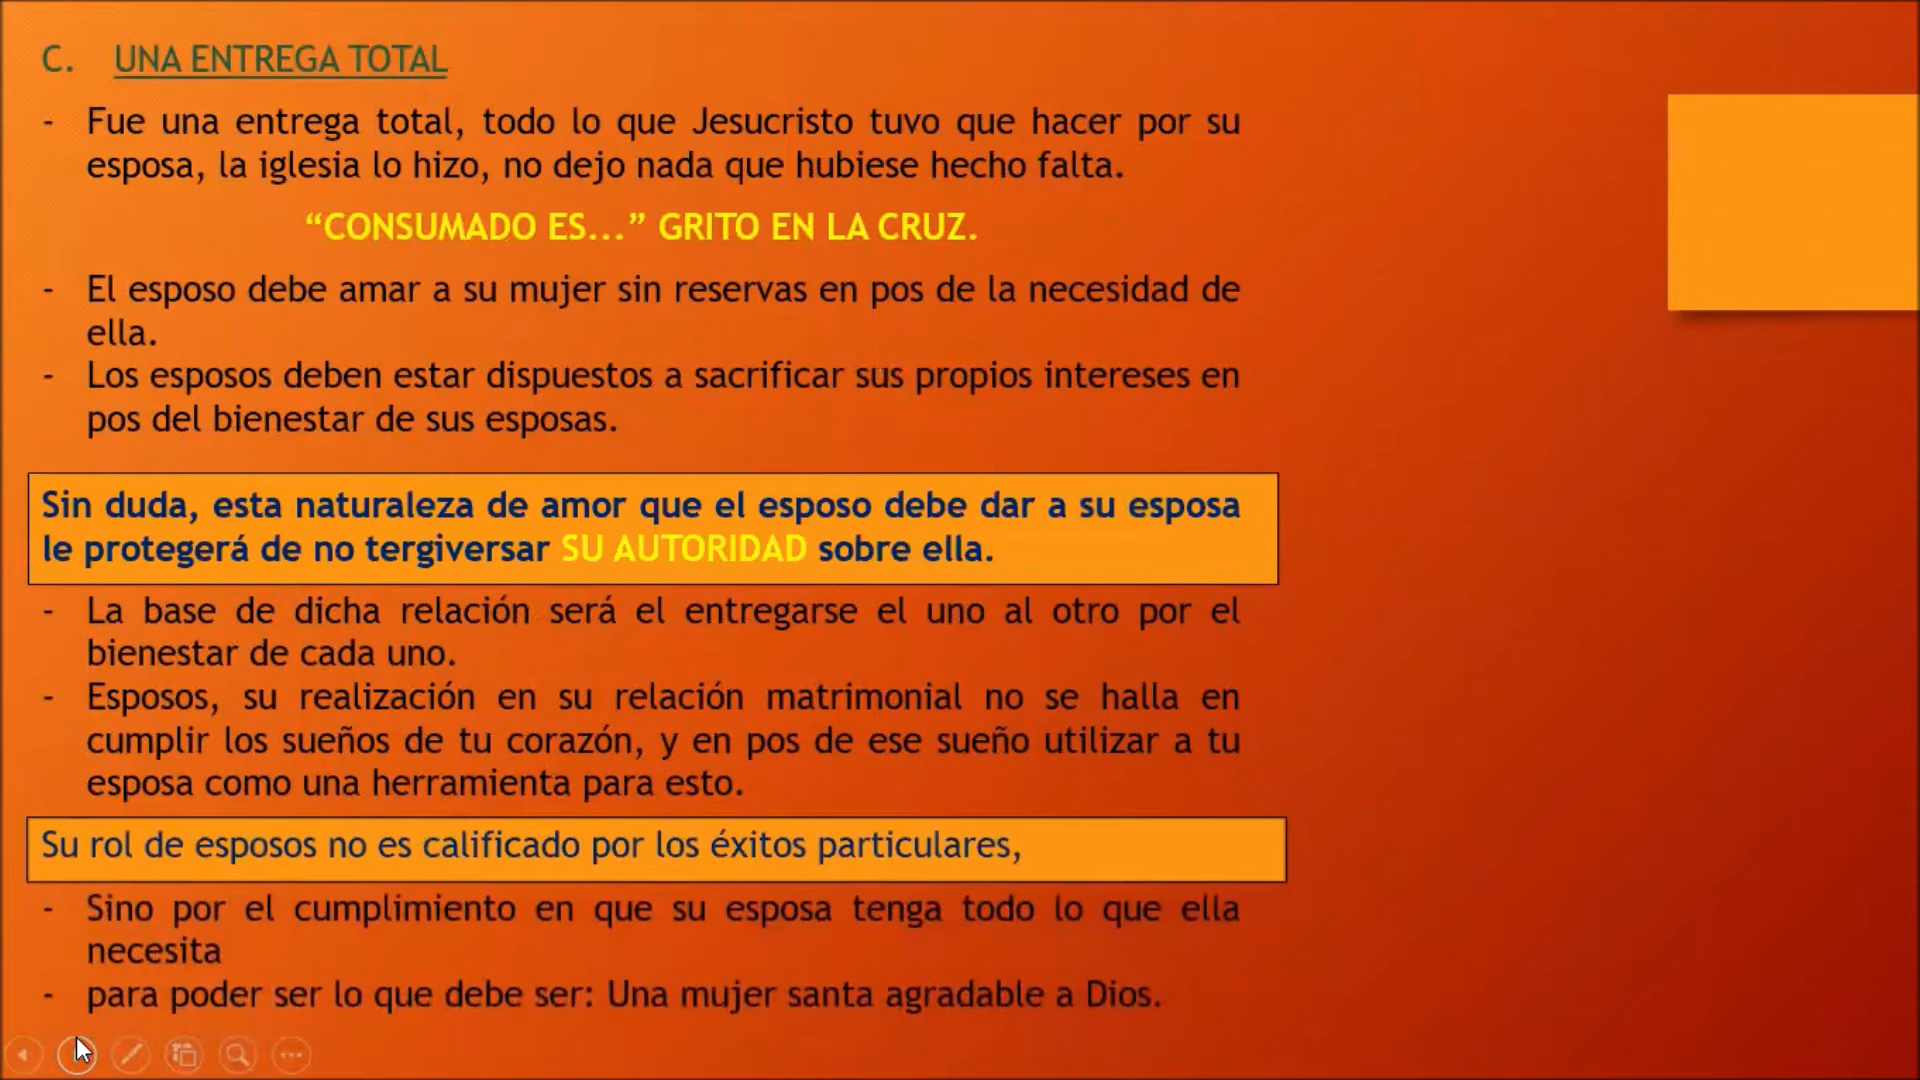 C. UNA ENTREGA TOTAL
- Fue una entrega total, todo lo que Jesucristo tuvo que hacer por su
esposa, la iglesia lo hizo, no dejo nada que hubiese hecho falta.
“CONSUMADO ES...” GRITO EN LA CRUZ.
- El esposo debe amar a su mujer sin reservas en pos de la necesidad de
ella.
- Los esposos deben estar dispuestos a sacrificar sus propios intereses en
pos del bienestar de sus esposas.
Sin duda, esta naturaleza de amor que el esposo debe dar a su esposa
le protegerá de no tergiversar SU AUTORIDAD sobre ella.
- La base de dicha relación será el entregarse el uno al otro por el
bienestar de cada uno.
- Esposos, su realización en su relación matrimonial no se halla en
cumplir los sueños de tu corazón, y en pos de ese sueño utilizar a tu
esposa como una herramienta para esto.
Su rol de esposos no es calificado por los éxitos particulares,
- Sino por el cumplimiento en que su esposa tenga todo lo que ella
necesita
- para poder ser lo que debe ser: Una mujer santa agradable a Dios.